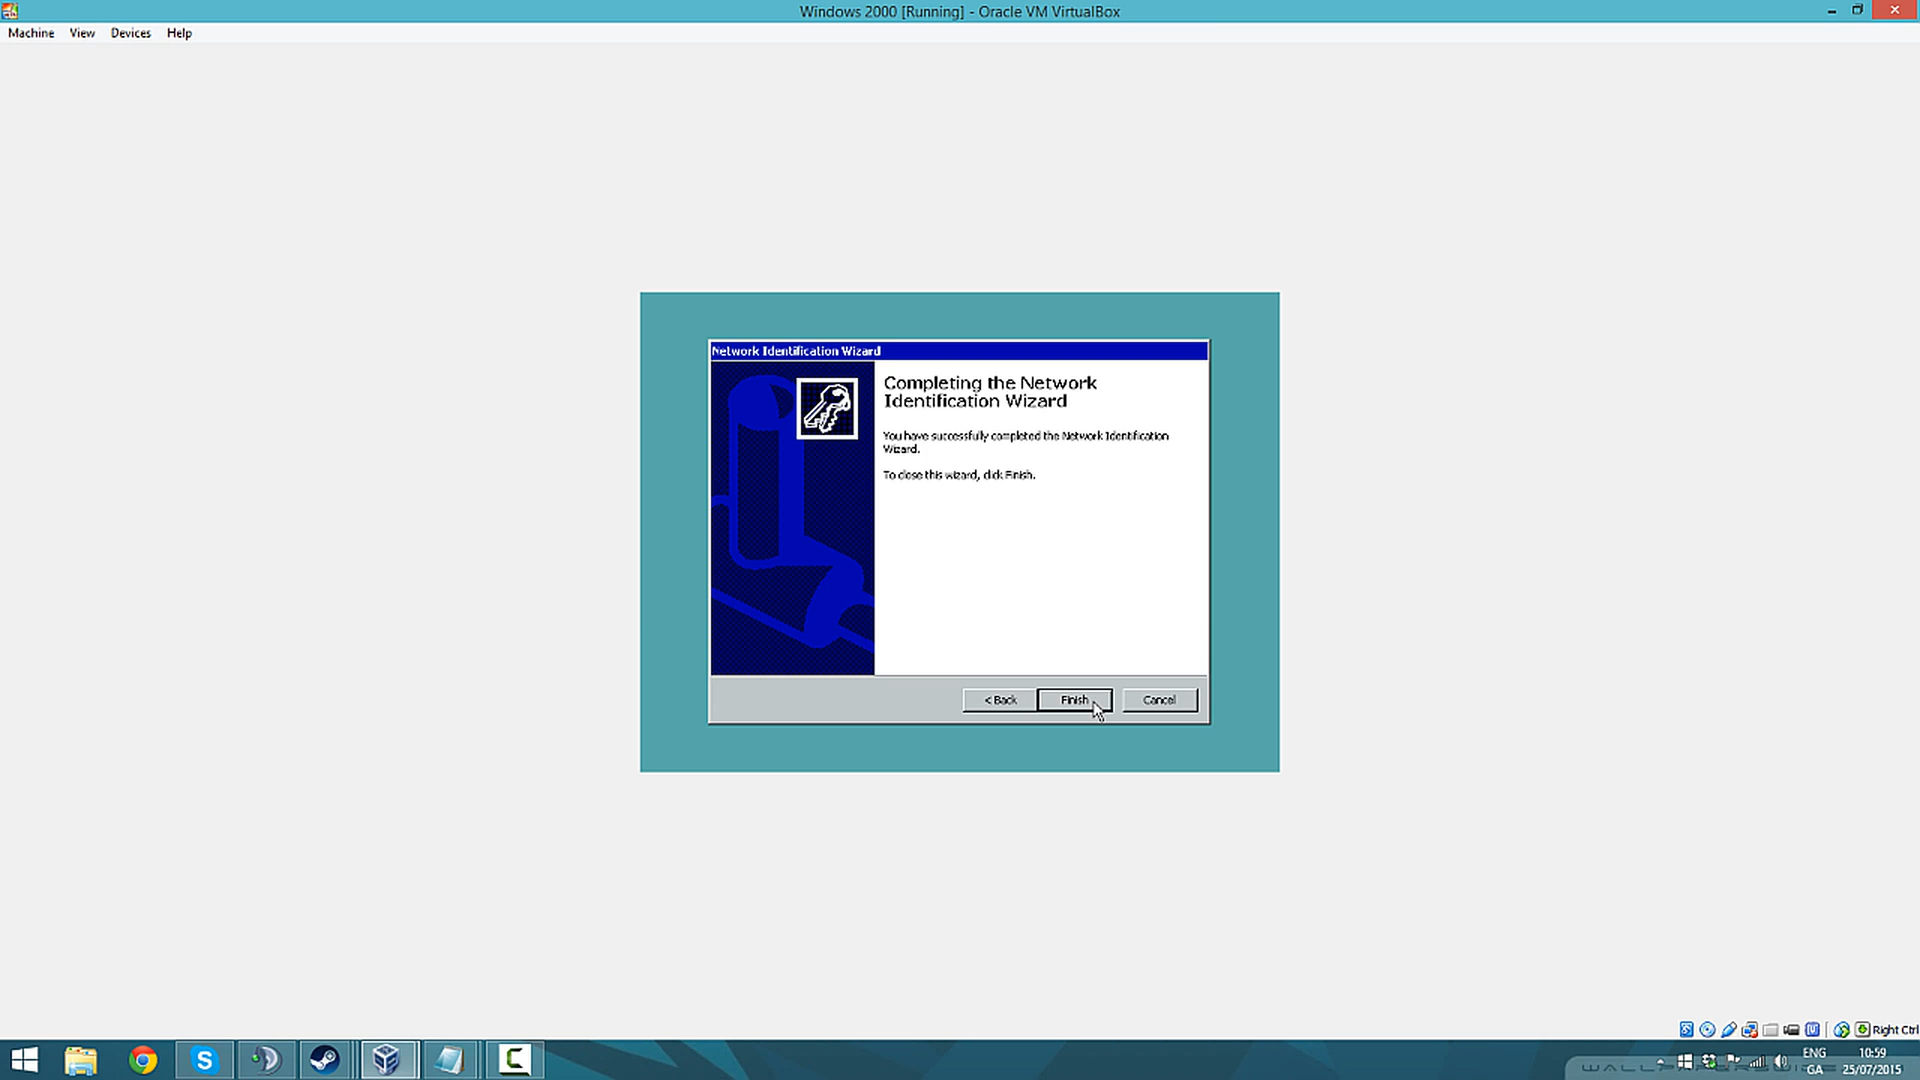 Windows 2000 [Running] - Oracle VM VirtualBox
Machine View Devices Help
Network Identification Wizard
Completing the Network
Identification Wizard
You have successfully completed the Network Identification
Wizard.
To close this wizard, click Finish.
< Back Finish Cancel
Right Ctrl
ENG 10:59
GA 25/07/2015